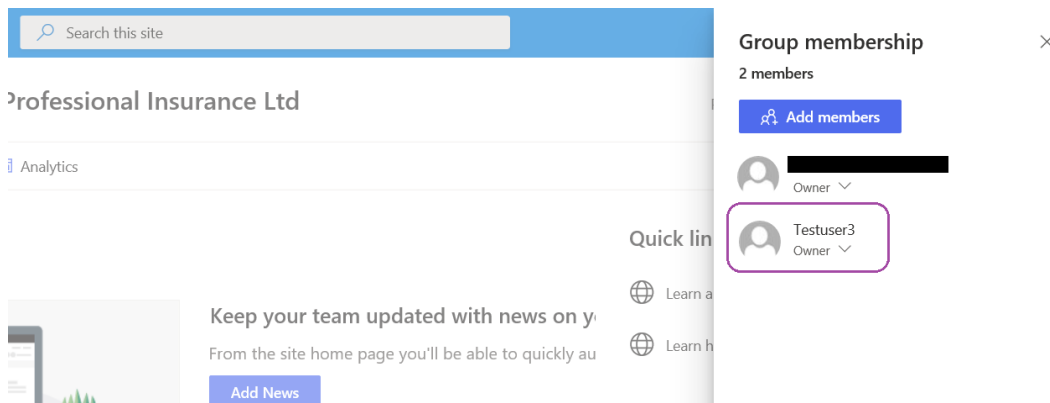 Search this site
Professional Insurance Ltd
Analytics
Quick lin
Learn a
Learn h
Keep your team updated with news on y
From the site home page you'll be able to quickly au
Add News
Group membership
2 members
Add members
Owner
Testuser3
Owner